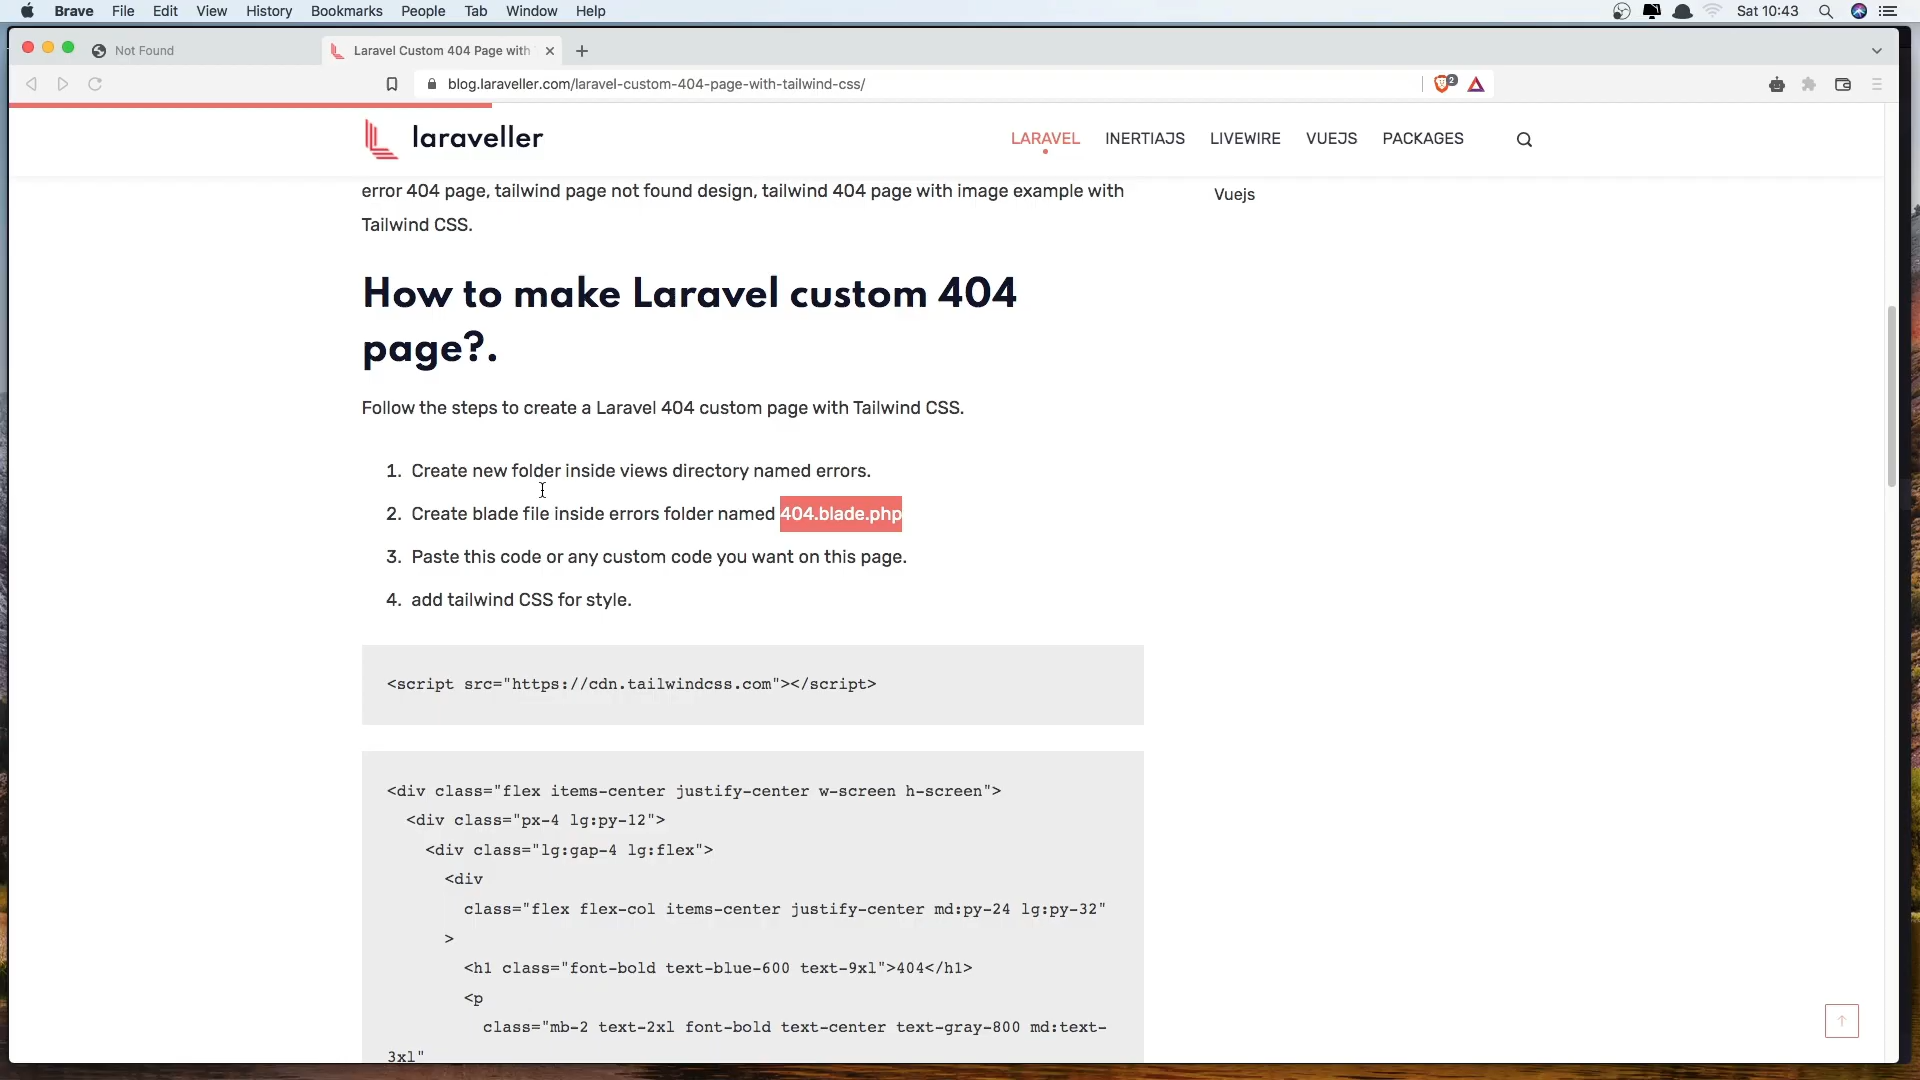 Brave File Edit View History Bookmarks People Tab Window Help Sat 10:43
Not Found Laravel Custom 404 Page with
blog.laraveller.com/laravel-custom-404-page-with-tailwind-css/ 2
laraveller LARAVEL INERTIAJS LIVEWIRE VUEJS PACKAGES
error 404 page, tailwind page not found design, tailwind 404 page with image example with
Tailwind CSS.
Vuejs
How to make Laravel custom 404
page?.
Follow the steps to create a Laravel 404 custom page with Tailwind CSS.
1. Create new folder inside views directory named errors.
2. Create blade file inside errors folder named 404.blade.php
3. Paste this code or any custom code you want on this page.
4. add tailwind CSS for style.
<script src="https://cdn.tailwindcss.com"></script>
<div class="flex items-center justify-center w-screen h-screen">
<div class="px-4 lg:py-12">
<div class="lg:gap-4 lg:flex">
<div
class="flex flex-col items-center justify-center md:py-24 lg:py-32"
>
<h1 class="font-bold text-blue-600 text-9xl">404</h1>
<p
class="mb-2 text-2xl font-bold text-center text-gray-800 md:text-
3xl"